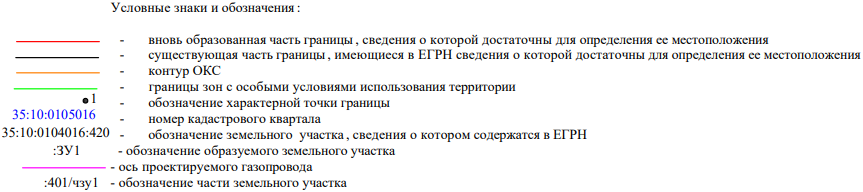 Условные знаки и обозначения :
- вновь образованная часть границы , сведения о которой достаточны для определения ее местоположения
- существующая часть границы , имеющиеся в ЕГРН сведения о которой достаточны для определения ее местоположения
- контур ОКС
- границы зон с особыми условиями использования территории
1 - обозначение характерной точки границы
35:10:0105016 - номер кадастрового квартала
35:10:0104016:420 - обозначение земельного участка , сведения о котором содержатся в ЕГРН
:ЗУ1 - обозначение образуемого земельного участка
- ось проектируемого газопровода
:401/чзу1 - обозначение части земельного участка